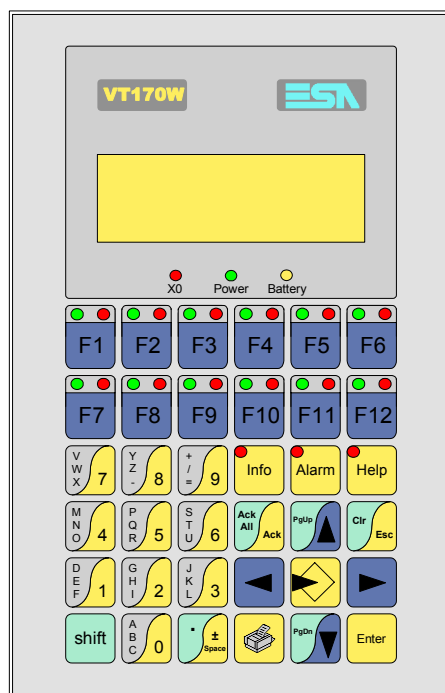 VT170W ESA
X0 Power Battery
F1 F2 F3 F4 F5 F6
F7 F8 F9 F10 F11 F12
V W X 7 Y Z - 8 + / = 9 Info Alarm Help
M N O 4 P Q R 5 S T U 6 Ack All Ack PgUp Clr Esc
D E F 1 G H I 2 J K L 3
shift A B C 0 . ± Space PgDn Enter